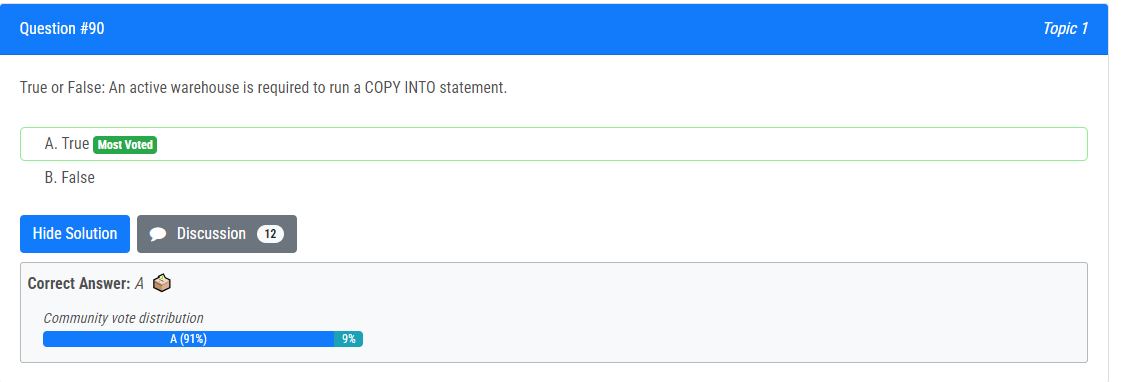 Question #90
Topic 1
True or False: An active warehouse is required to run a COPY INTO statement.
A. True Most Voted
B. False
Hide Solution
Discussion 12
Correct Answer: A
Community vote distribution
A (91%)
9%